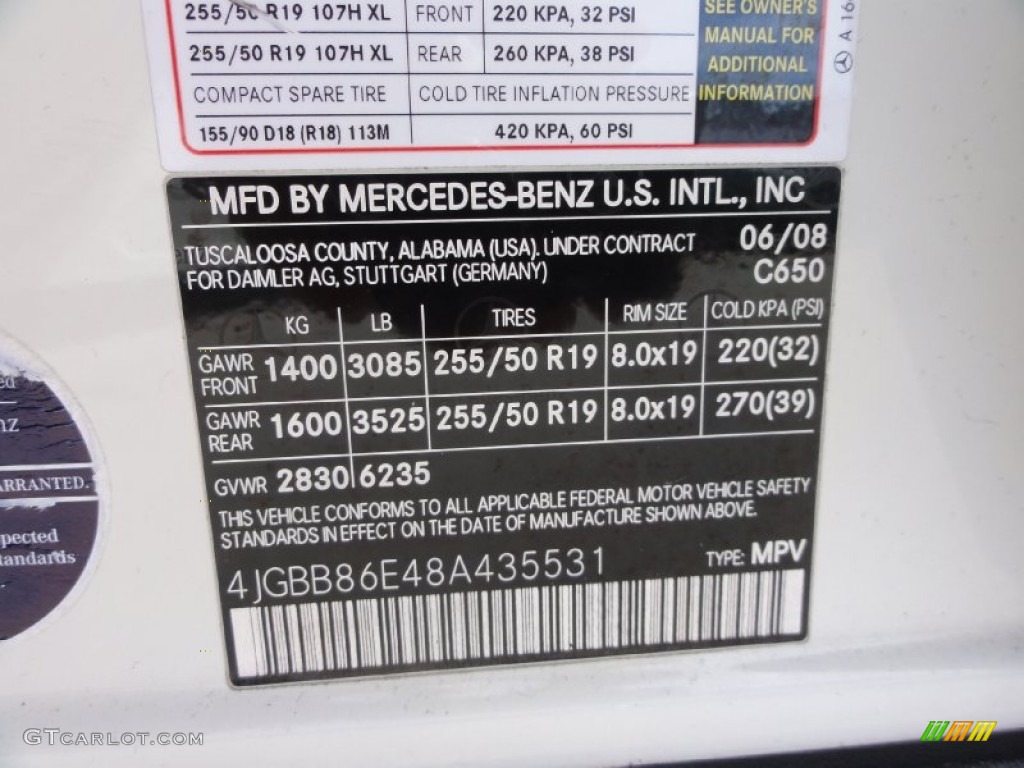 255/50 R19 107H XL FRONT 220 KPA, 32 PSI
255/50 R19 107H XL REAR 260 KPA, 38 PSI
COMPACT SPARE TIRE COLD TIRE INFLATION PRESSURE
155/90 D18 (R18) 113M 420 KPA, 60 PSI
SEE OWNER'S
MANUAL FOR
ADDITIONAL
INFORMATION
A 16
MFD BY MERCEDES-BENZ U.S. INTL., INC
TUSCALOOSA COUNTY, ALABAMA (USA). UNDER CONTRACT 06/08
FOR DAIMLER AG, STUTTGART (GERMANY) C650
KG LB TIRES RIM SIZE COLD KPA (PSI)
GAWR FRONT 1400 3085 255/50 R19 8.0x19 220(32)
GAWR REAR 1600 3525 255/50 R19 8.0x19 270(39)
GVWR 2830 6235
THIS VEHICLE CONFORMS TO ALL APPLICABLE FEDERAL MOTOR VEHICLE SAFETY
STANDARDS IN EFFECT ON THE DATE OF MANUFACTURE SHOWN ABOVE.
4JGBB86E48A435531 TYPE: MPV
ed
nz
ARRANTED.
pected
tandards
GTCARLOT.COM